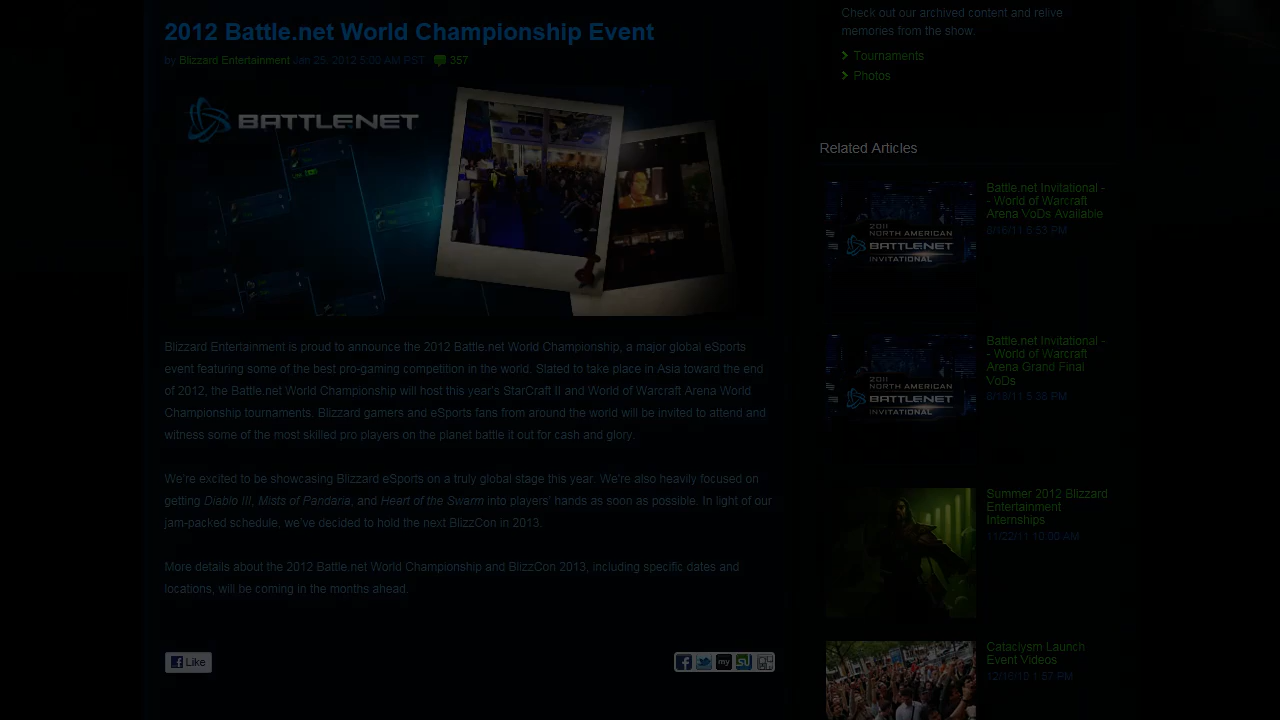 2012 Battle.net World Championship Event
by Blizzard Entertainment Jan 25, 2012 5:00 AM PST 357
BATTLE.NET
Blizzard Entertainment is proud to announce the 2012 Battle.net World Championship, a major global eSports
event featuring some of the best pro-gaming competition in the world. Slated to take place in Asia toward the end
of 2012, the Battle.net World Championship will host this year's StarCraft II and World of Warcraft Arena World
Championship tournaments. Blizzard gamers and eSports fans from around the world will be invited to attend and
witness some of the most skilled pro players on the planet battle it out for cash and glory.
We're excited to be showcasing Blizzard eSports on a truly global stage this year. We're also heavily focused on
getting Diablo III, Mists of Pandaria, and Heart of the Swarm into players' hands as soon as possible. In light of our
jam-packed schedule, we've decided to hold the next BlizzCon in 2013.
More details about the 2012 Battle.net World Championship and BlizzCon 2013, including specific dates and
locations, will be coming in the months ahead.
Like
my
Check out our archived content and relive
memories from the show.
Tournaments
Photos
Related Articles
2011
NORTH AMERICAN
BATTLENET
INVITATIONAL
Battle.net Invitational -
- World of Warcraft
Arena VoDs Available
8/16/11 6:53 PM
2011
NORTH AMERICAN
BATTLENET
INVITATIONAL
Battle.net Invitational -
- World of Warcraft
Arena Grand Final
VoDs
8/16/11 5:36 PM
Summer 2012 Blizzard
Entertainment
Internships
11/22/11 10:00 AM
Cataclysm Launch
Event Videos
12/16/10 1:57 PM